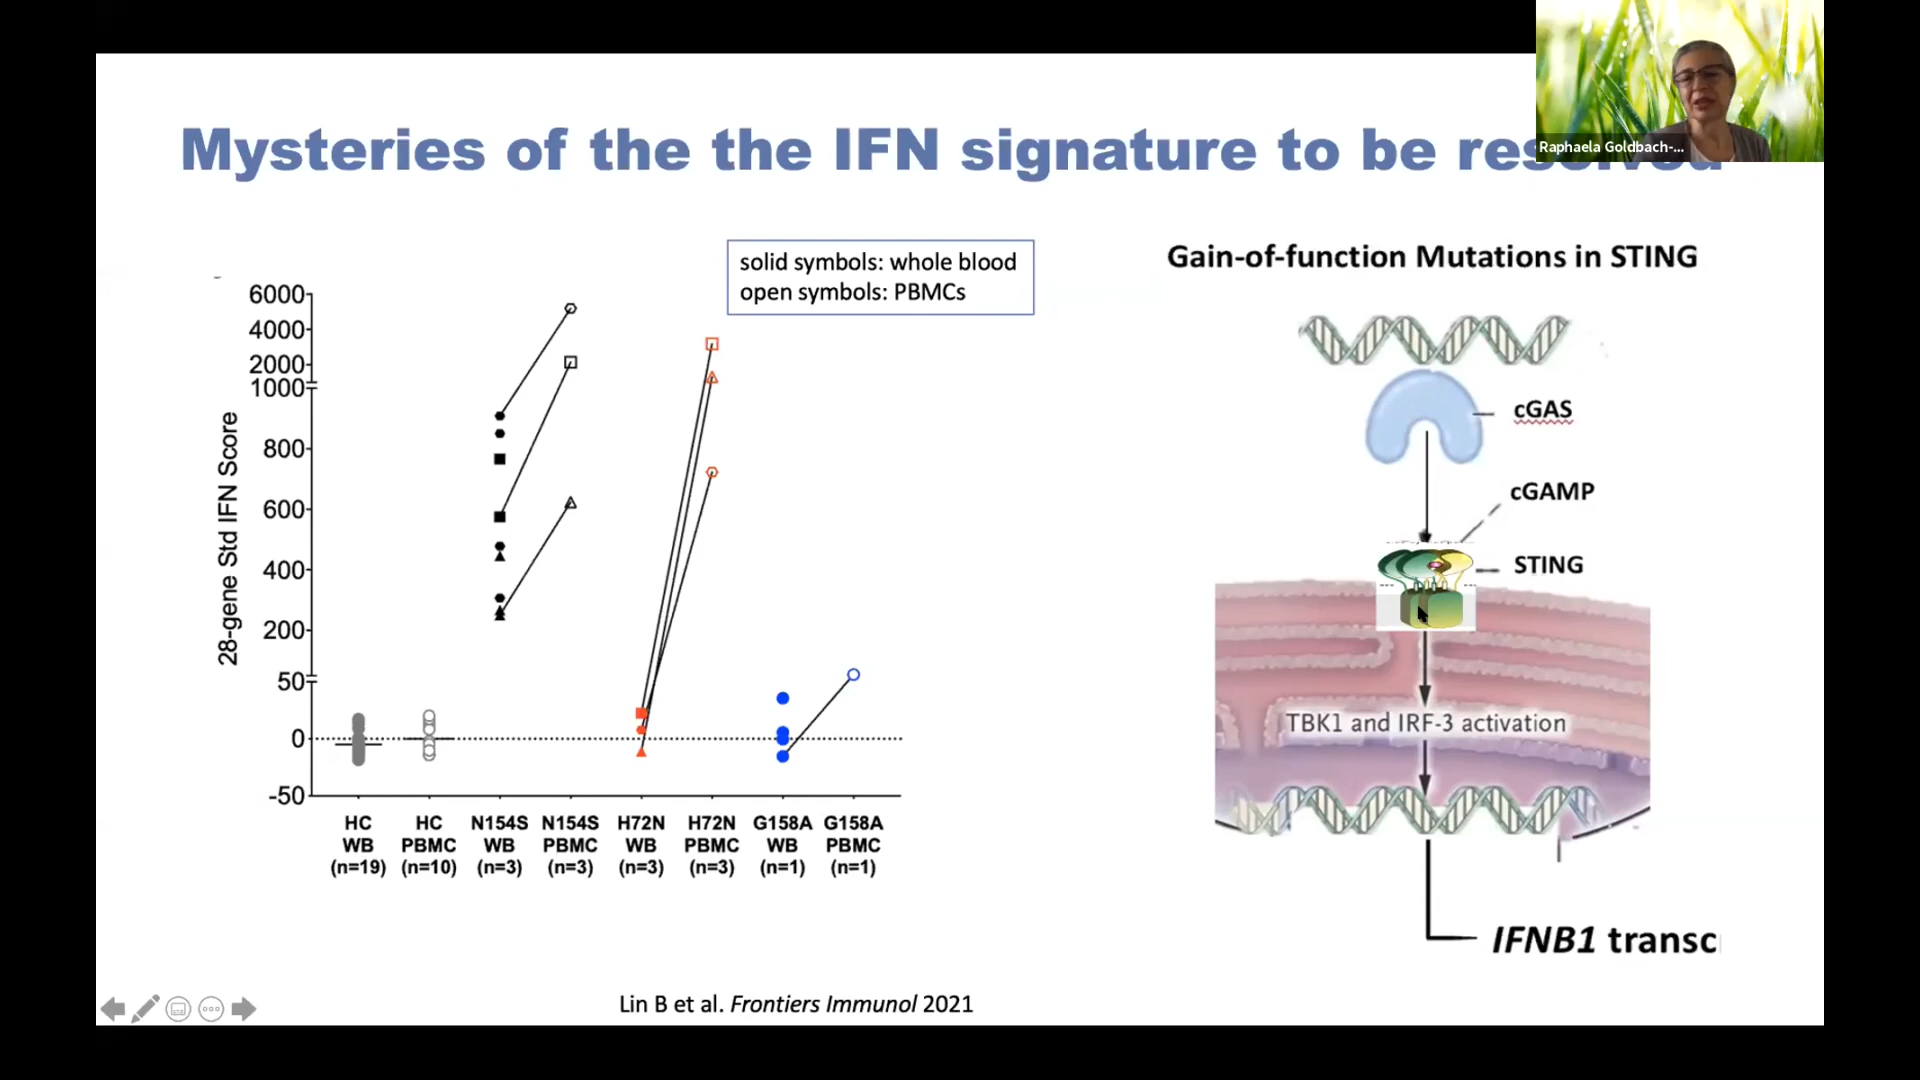 Mysteries of the the IFN signature to be resolved
Raphaela Goldbach-...
solid symbols: whole blood
open symbols: PBMCs
28-gene Std IFN Score
6000
4000
2000
1000
800
600
400
200
50
0
-50
HC WB (n=19)
HC PBMC (n=10)
N154S WB (n=3)
N154S PBMC (n=3)
H72N WB (n=3)
H72N PBMC (n=3)
G158A WB (n=1)
G158A PBMC (n=1)
Gain-of-function Mutations in STING
cGAS
cGAMP
STING
TBK1 and IRF-3 activation
IFNB1 transc
Lin B et al. Frontiers Immunol 2021